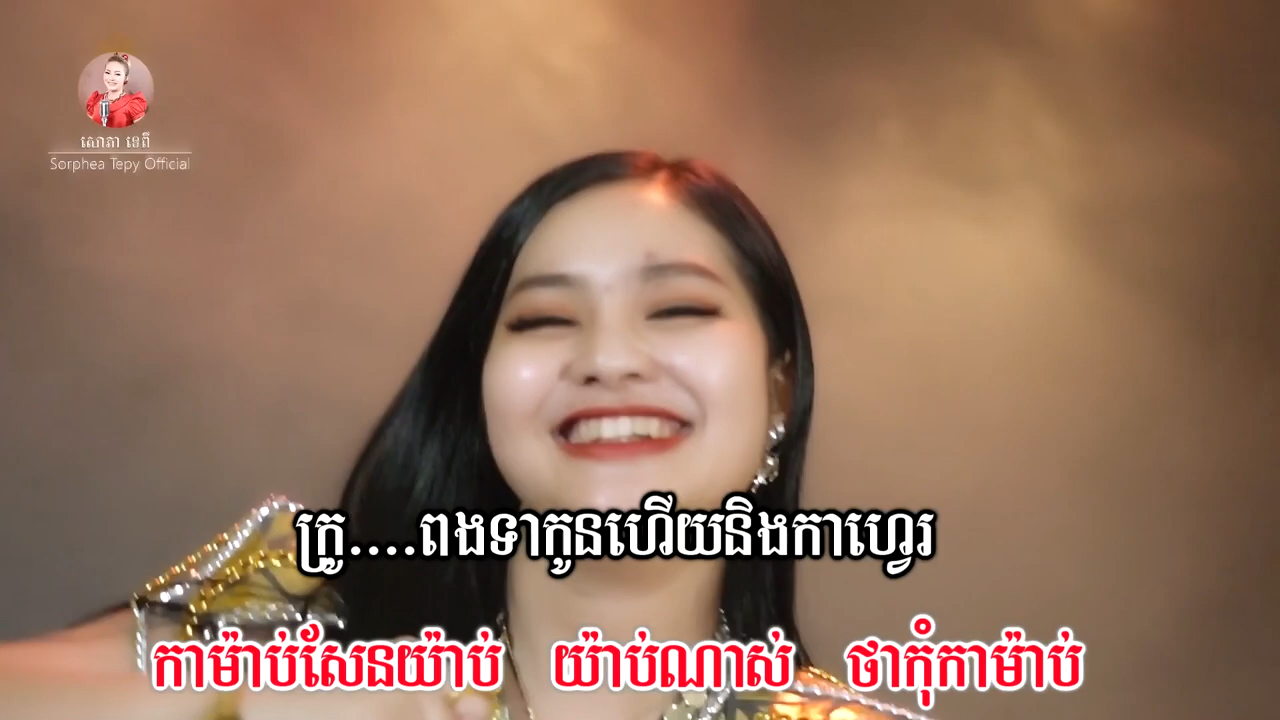 សោភា ទេពី
Sorphea Tepy Official
ក្រូ....ពងទាកូនហើយនិងកាហ្វេរ
កាម៉ាប់សែនយ៉ាប់ យ៉ាប់ណាស់ ថាកុំកាម៉ាប់